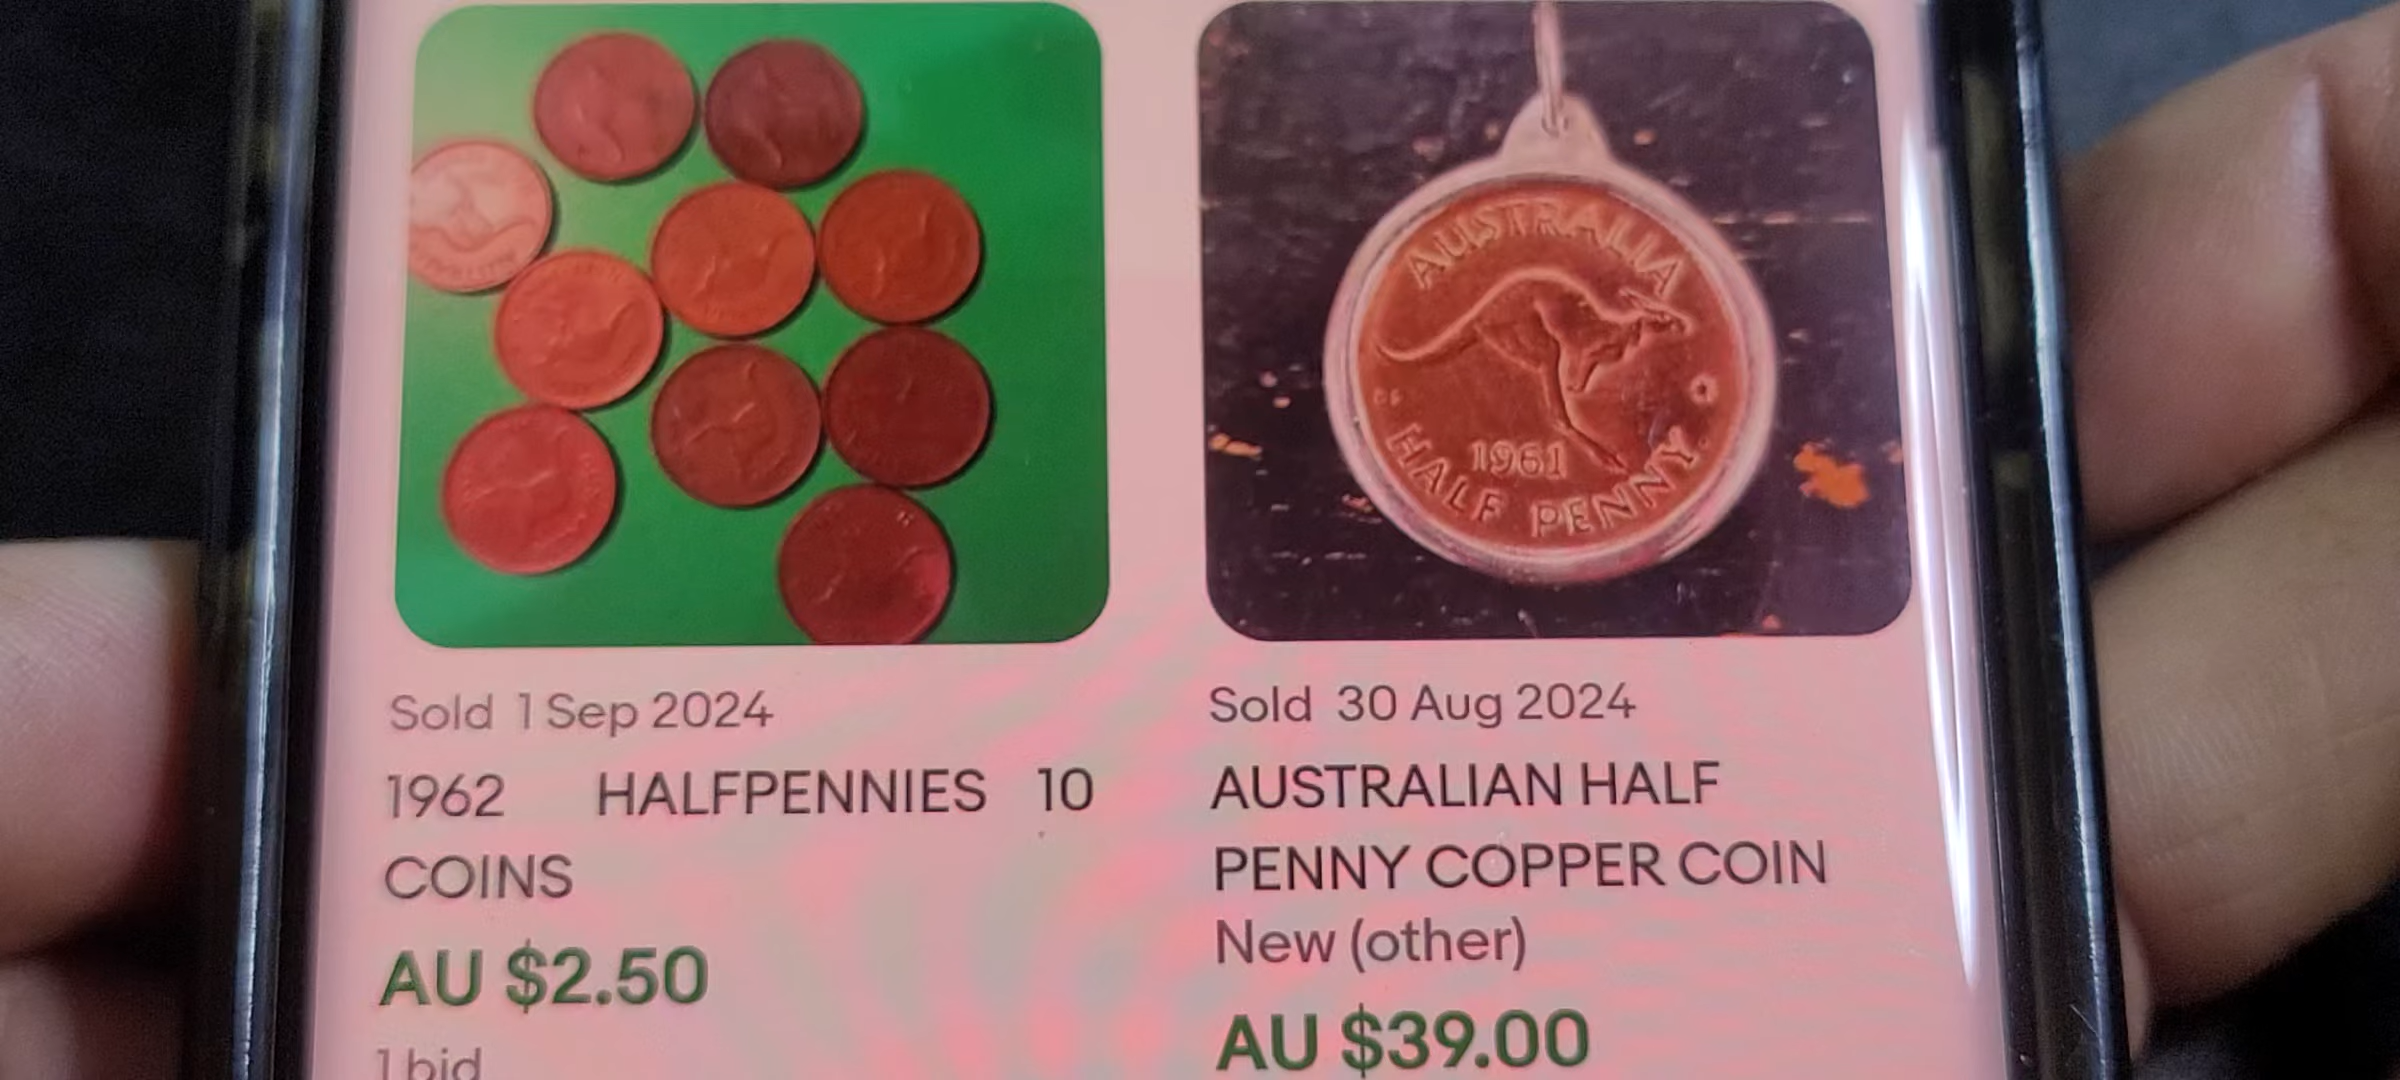 AUSTRALIA
1961
HALF PENNY.
Sold 1 Sep 2024
1962 HALFPENNIES 10
COINS
AU $2.50
1 bid
Sold 30 Aug 2024
AUSTRALIAN HALF
PENNY COPPER COIN
New (other)
AU $39.00